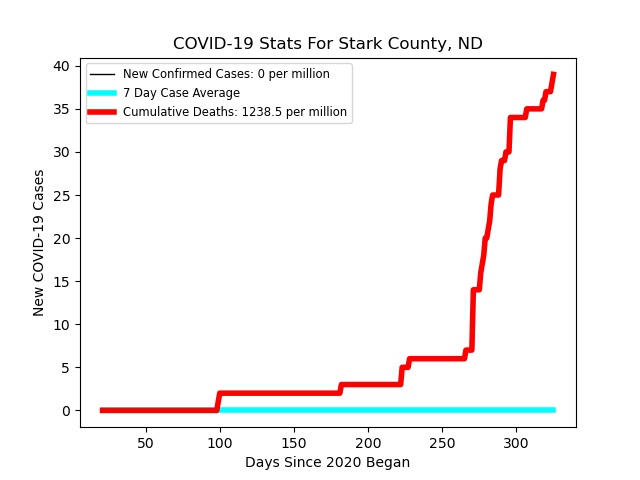 COVID-19 Stats For Stark County, ND
New Confirmed Cases: 0 per million
7 Day Case Average
Cumulative Deaths: 1238.5 per million
New COVID-19 Cases
40
35
30
25
20
15
10
5
0
50 100 150 200 250 300
Days Since 2020 Began